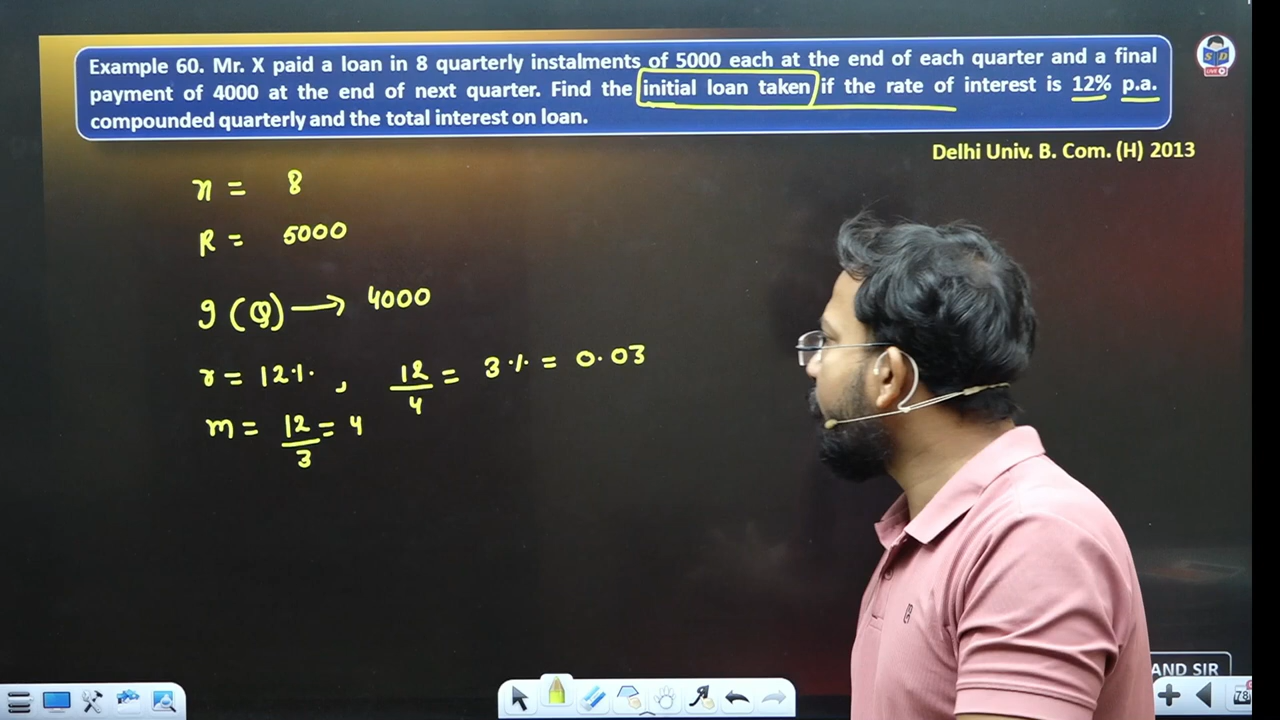 Example 60. Mr. X paid a loan in 8 quarterly instalments of 5000 each at the end of each quarter and a final
payment of 4000 at the end of next quarter. Find the initial loan taken if the rate of interest is 12% p.a.
compounded quarterly and the total interest on loan.
SD
LIVE
Delhi Univ. B. Com. (H) 2013
n = 8
R = 5000
9 (Q) → 4000
r = 12%, 12/4 = 3% = 0.03
m = 12/3 = 4
AND SIR
78